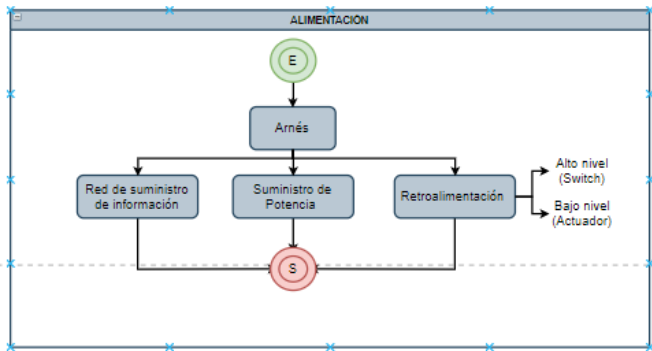 ALIMENTACIÓN
E
Arnés
Red de suministro
de información
Suministro de
Potencia
Retroalimentación
Alto nivel
(Switch)
Bajo nivel
(Actuador)
S